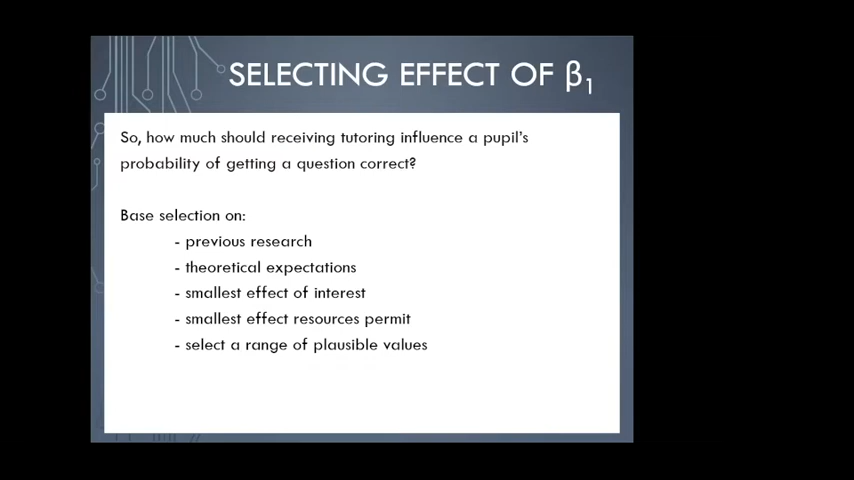 SELECTING EFFECT OF β₁
So, how much should receiving tutoring influence a pupil's
probability of getting a question correct?
Base selection on:
- previous research
- theoretical expectations
- smallest effect of interest
- smallest effect resources permit
- select a range of plausible values